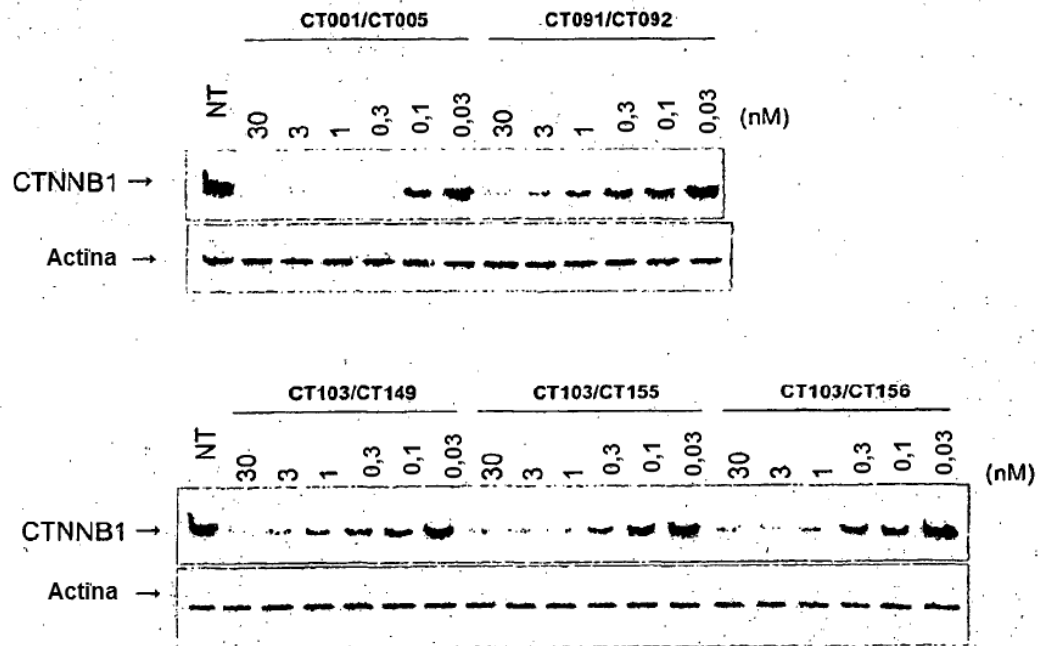 CT001/CT005 CT091/CT092
NT 30 3 1 0,3 0,1 0,03 30 3 1 0,3 0,1 0,03 (nM)
CTNNB1 →
Actina →
CT103/CT149 CT103/CT155 CT103/CT156
NT 30 3 1 0,3 0,1 0,03 30 3 1 0,3 0,1 0,03 30 3 1 0,3 0,1 0,03 (nM)
CTNNB1 →
Actina →